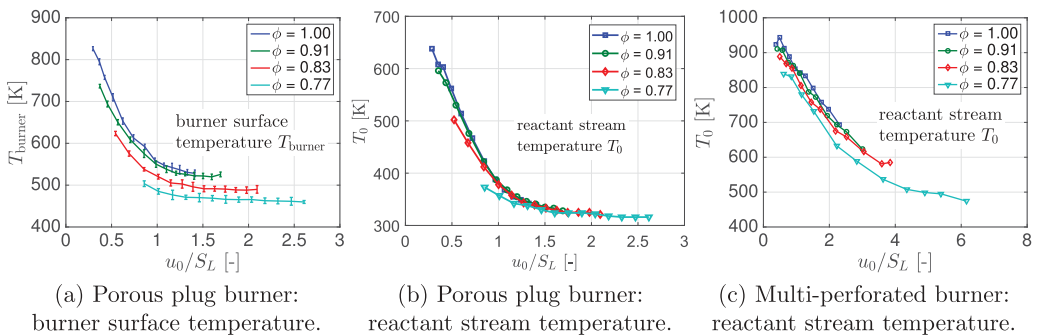 900
800
700
600
500
400
T_burner [K]
0
0.5
1
1.5
2
2.5
3
u_0/S_L [-]
ϕ = 1.00
ϕ = 0.91
ϕ = 0.83
ϕ = 0.77
burner surface
temperature T_burner
(a) Porous plug burner:
burner surface temperature.
700
600
500
400
300
T_0 [K]
0
0.5
1
1.5
2
2.5
3
u_0/S_L [-]
ϕ = 1.00
ϕ = 0.91
ϕ = 0.83
ϕ = 0.77
reactant stream
temperature T_0
(b) Porous plug burner:
reactant stream temperature.
1000
900
800
700
600
500
400
T_0 [K]
0
2
4
6
8
u_0/S_L [-]
ϕ = 1.00
ϕ = 0.91
ϕ = 0.83
ϕ = 0.77
reactant stream
temperature T_0
(c) Multi-perforated burner:
reactant stream temperature.